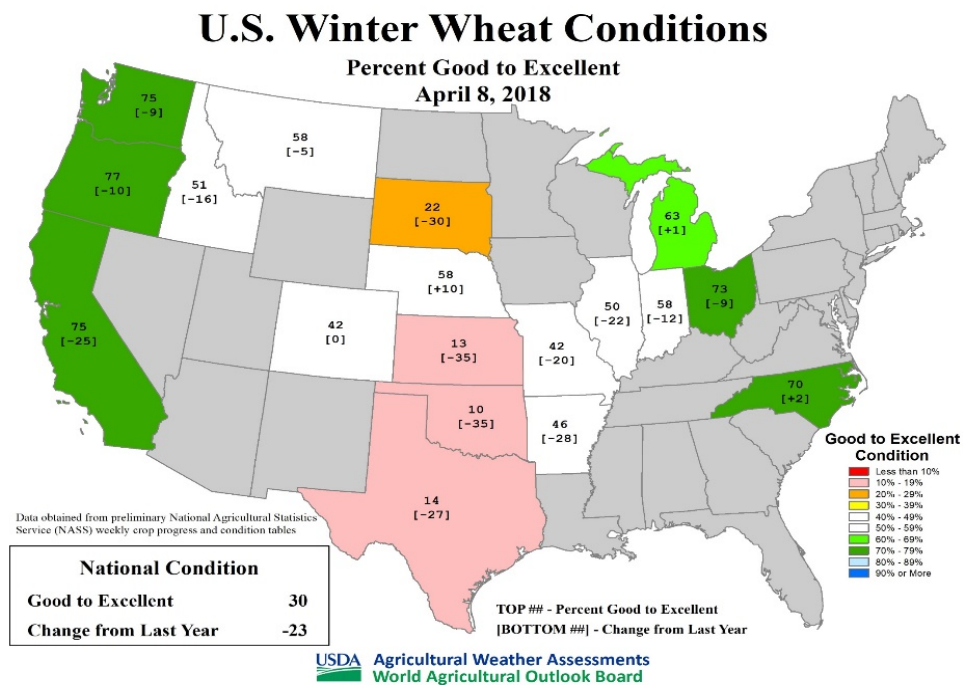 U.S. Winter Wheat Conditions
Percent Good to Excellent
April 8, 2018
75
[-9]
58
[-5]
77
[-10]
51
[-16]
22
[-30]
63
[+1]
58
[+10]
73
[-9]
50
[-22]
58
[-12]
75
[-25]
42
[0]
13
[-35]
42
[-20]
70
[+2]
10
[-35]
46
[-28]
14
[-27]
Good to Excellent
Condition
Less than 10%
10% - 19%
20% - 29%
30% - 39%
40% - 49%
50% - 59%
60% - 69%
70% - 79%
80% - 89%
90% or More
Data obtained from preliminary National Agricultural Statistics
Service (NASS) weekly crop progress and condition tables
National Condition
Good to Excellent 30
Change from Last Year -23
TOP ## - Percent Good to Excellent
[BOTTOM ##] - Change from Last Year
USDA Agricultural Weather Assessments
World Agricultural Outlook Board